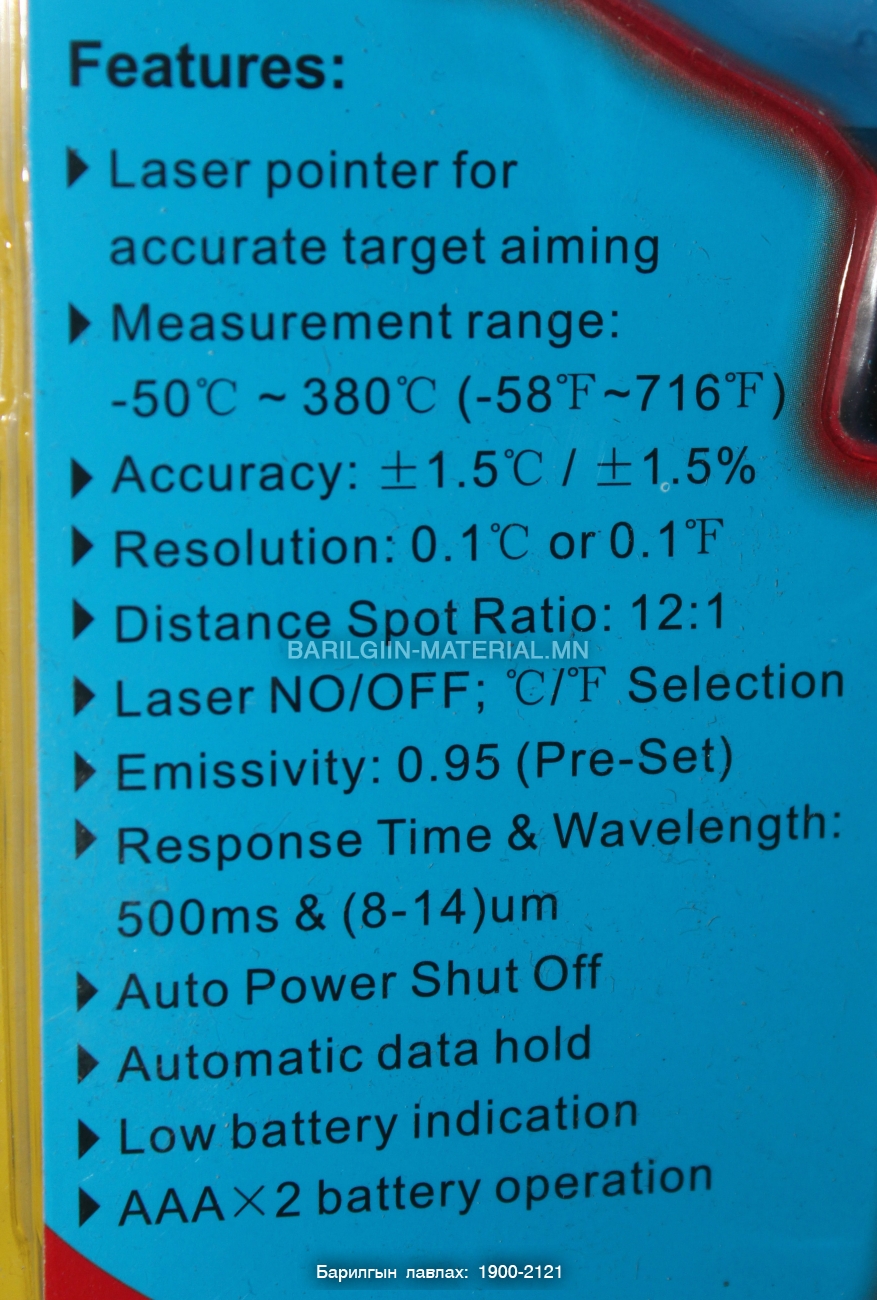 Features:
Laser pointer for
accurate target aiming
Measurement range:
-50℃ ~ 380℃ (-58℉~716℉)
Accuracy: ±1.5℃ / ±1.5%
Resolution: 0.1℃ or 0.1℉
Distance Spot Ratio: 12:1
BARILGIIN-MATERIAL.MN
Laser NO/OFF; ℃/℉ Selection
Emissivity: 0.95 (Pre-Set)
Response Time & Wavelength:
500ms & (8-14)um
Auto Power Shut Off
Automatic data hold
Low battery indication
AAA×2 battery operation
Барилгын лавлах: 1900-2121